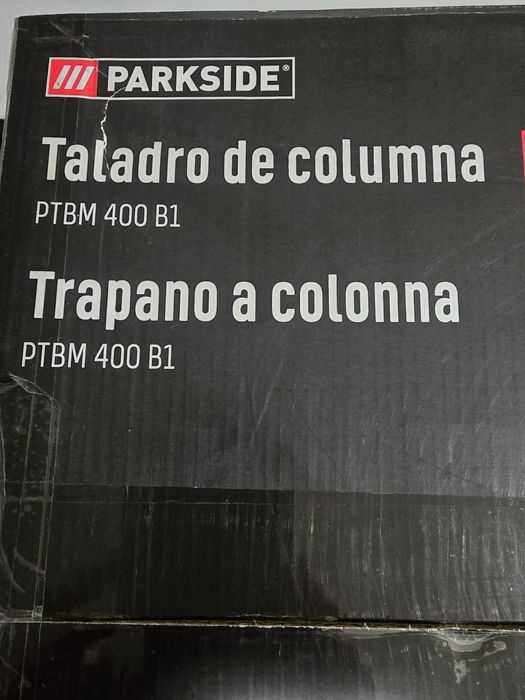 /// PARKSIDE®
Taladro de columna
PTBM 400 B1
Trapano a colonna
PTBM 400 B1